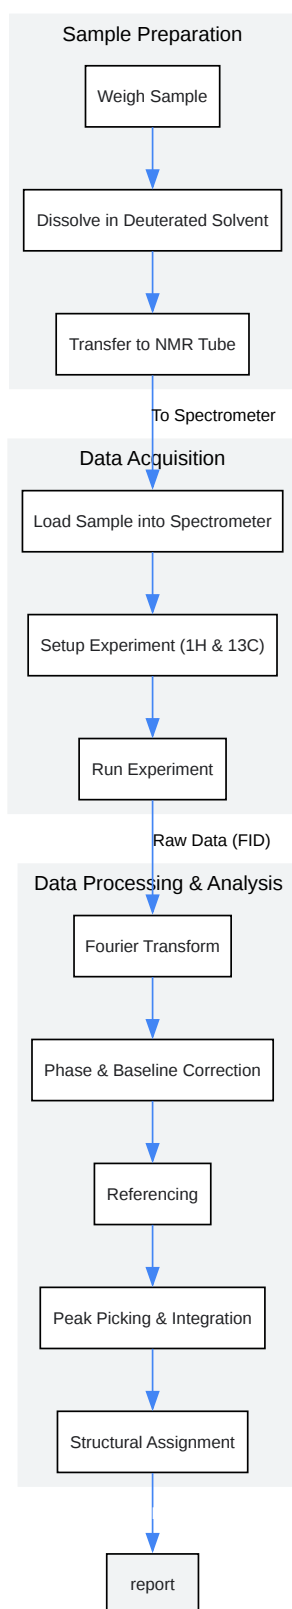 Sample Preparation
Weigh Sample
Dissolve in Deuterated Solvent
Transfer to NMR Tube
To Spectrometer
Data Acquisition
Load Sample into Spectrometer
Setup Experiment (1H & 13C)
Run Experiment
Raw Data (FID)
Data Processing & Analysis
Fourier Transform
Phase & Baseline Correction
Referencing
Peak Picking & Integration
Structural Assignment
report